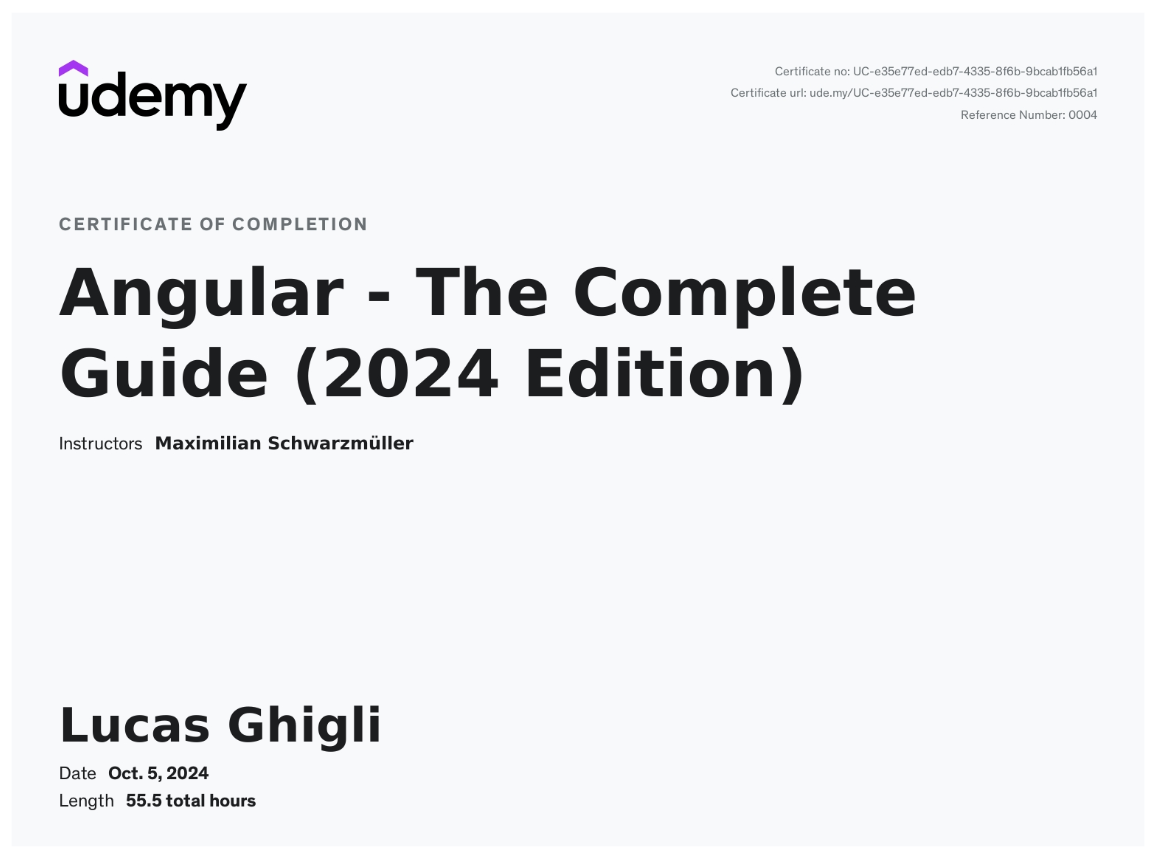 udemy
Certificate no: UC-e35e77ed-edb7-4335-8f6b-9bcab1fb56a1
Certificate url: ude.my/UC-e35e77ed-edb7-4335-8f6b-9bcab1fb56a1
Reference Number: 0004
CERTIFICATE OF COMPLETION
Angular - The Complete
Guide (2024 Edition)
Instructors Maximilian Schwarzmüller
Lucas Ghigli
Date Oct. 5, 2024
Length 55.5 total hours